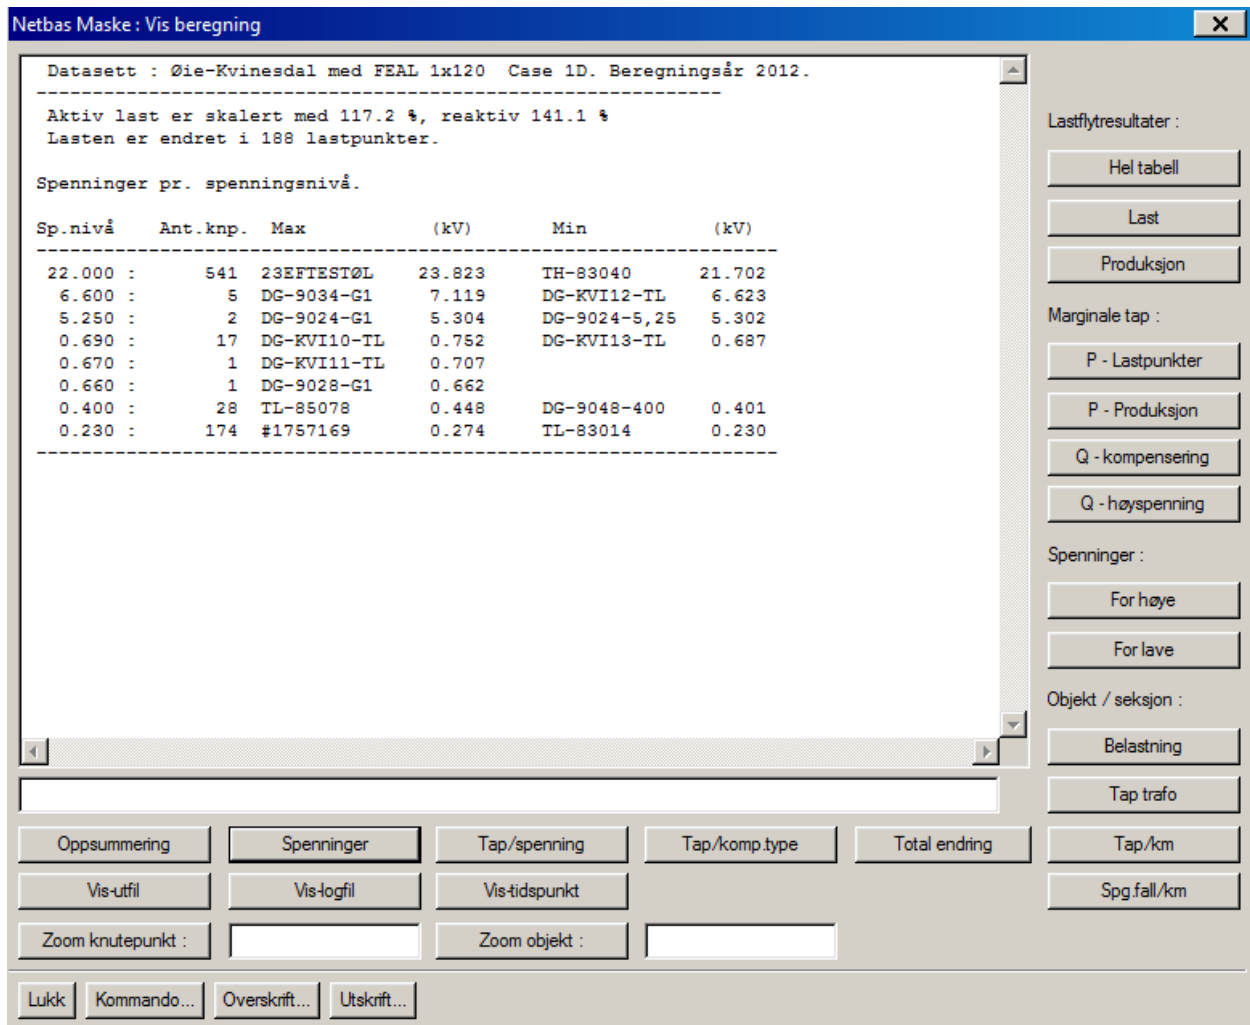 Netbas Maske : Vis beregning
Datasett : Øie-Kvinesdal med FEAL 1x120  Case 1D. Beregningsår 2012.
----------------------------------------------------------------
Aktiv last er skalert med 117.2 %, reaktiv 141.1 %
Lasten er endret i 188 lastpunkter.
Spenninger pr. spenningsnivå.
Sp.nivå    Ant.knp.  Max            (kV)       Min            (kV)
----------------------------------------------------------------------
22.000 :      541  23EFTESTØL    23.823     TH-83040      21.702
6.600 :        5  DG-9034-G1     7.119     DG-KVI12-TL    6.623
5.250 :        2  DG-9024-G1     5.304     DG-9024-5,25   5.302
0.690 :       17  DG-KVI10-TL    0.752     DG-KVI13-TL    0.687
0.670 :        1  DG-KVI11-TL    0.707
0.660 :        1  DG-9028-G1     0.662
0.400 :       28  TL-85078       0.448     DG-9048-400    0.401
0.230 :      174  #1757169       0.274     TL-83014       0.230
----------------------------------------------------------------------
Lastflytresultater :
Hel tabell
Last
Produksjon
Marginale tap :
P - Lastpunkter
P - Produksjon
Q - kompensering
Q - høyspenning
Spenninger :
For høye
For lave
Objekt / seksjon :
Belastning
Tap trafo
Oppsummering  Spenninger  Tap/spenning  Tap/komp.type  Total endring  Tap/km
Vis-utfil  Vis-logfil  Vis-tidspunkt  Spg.fall/km
Zoom knutepunkt :  Zoom objekt :
Lukk  Kommando...  Overskrift...  Utskrift...